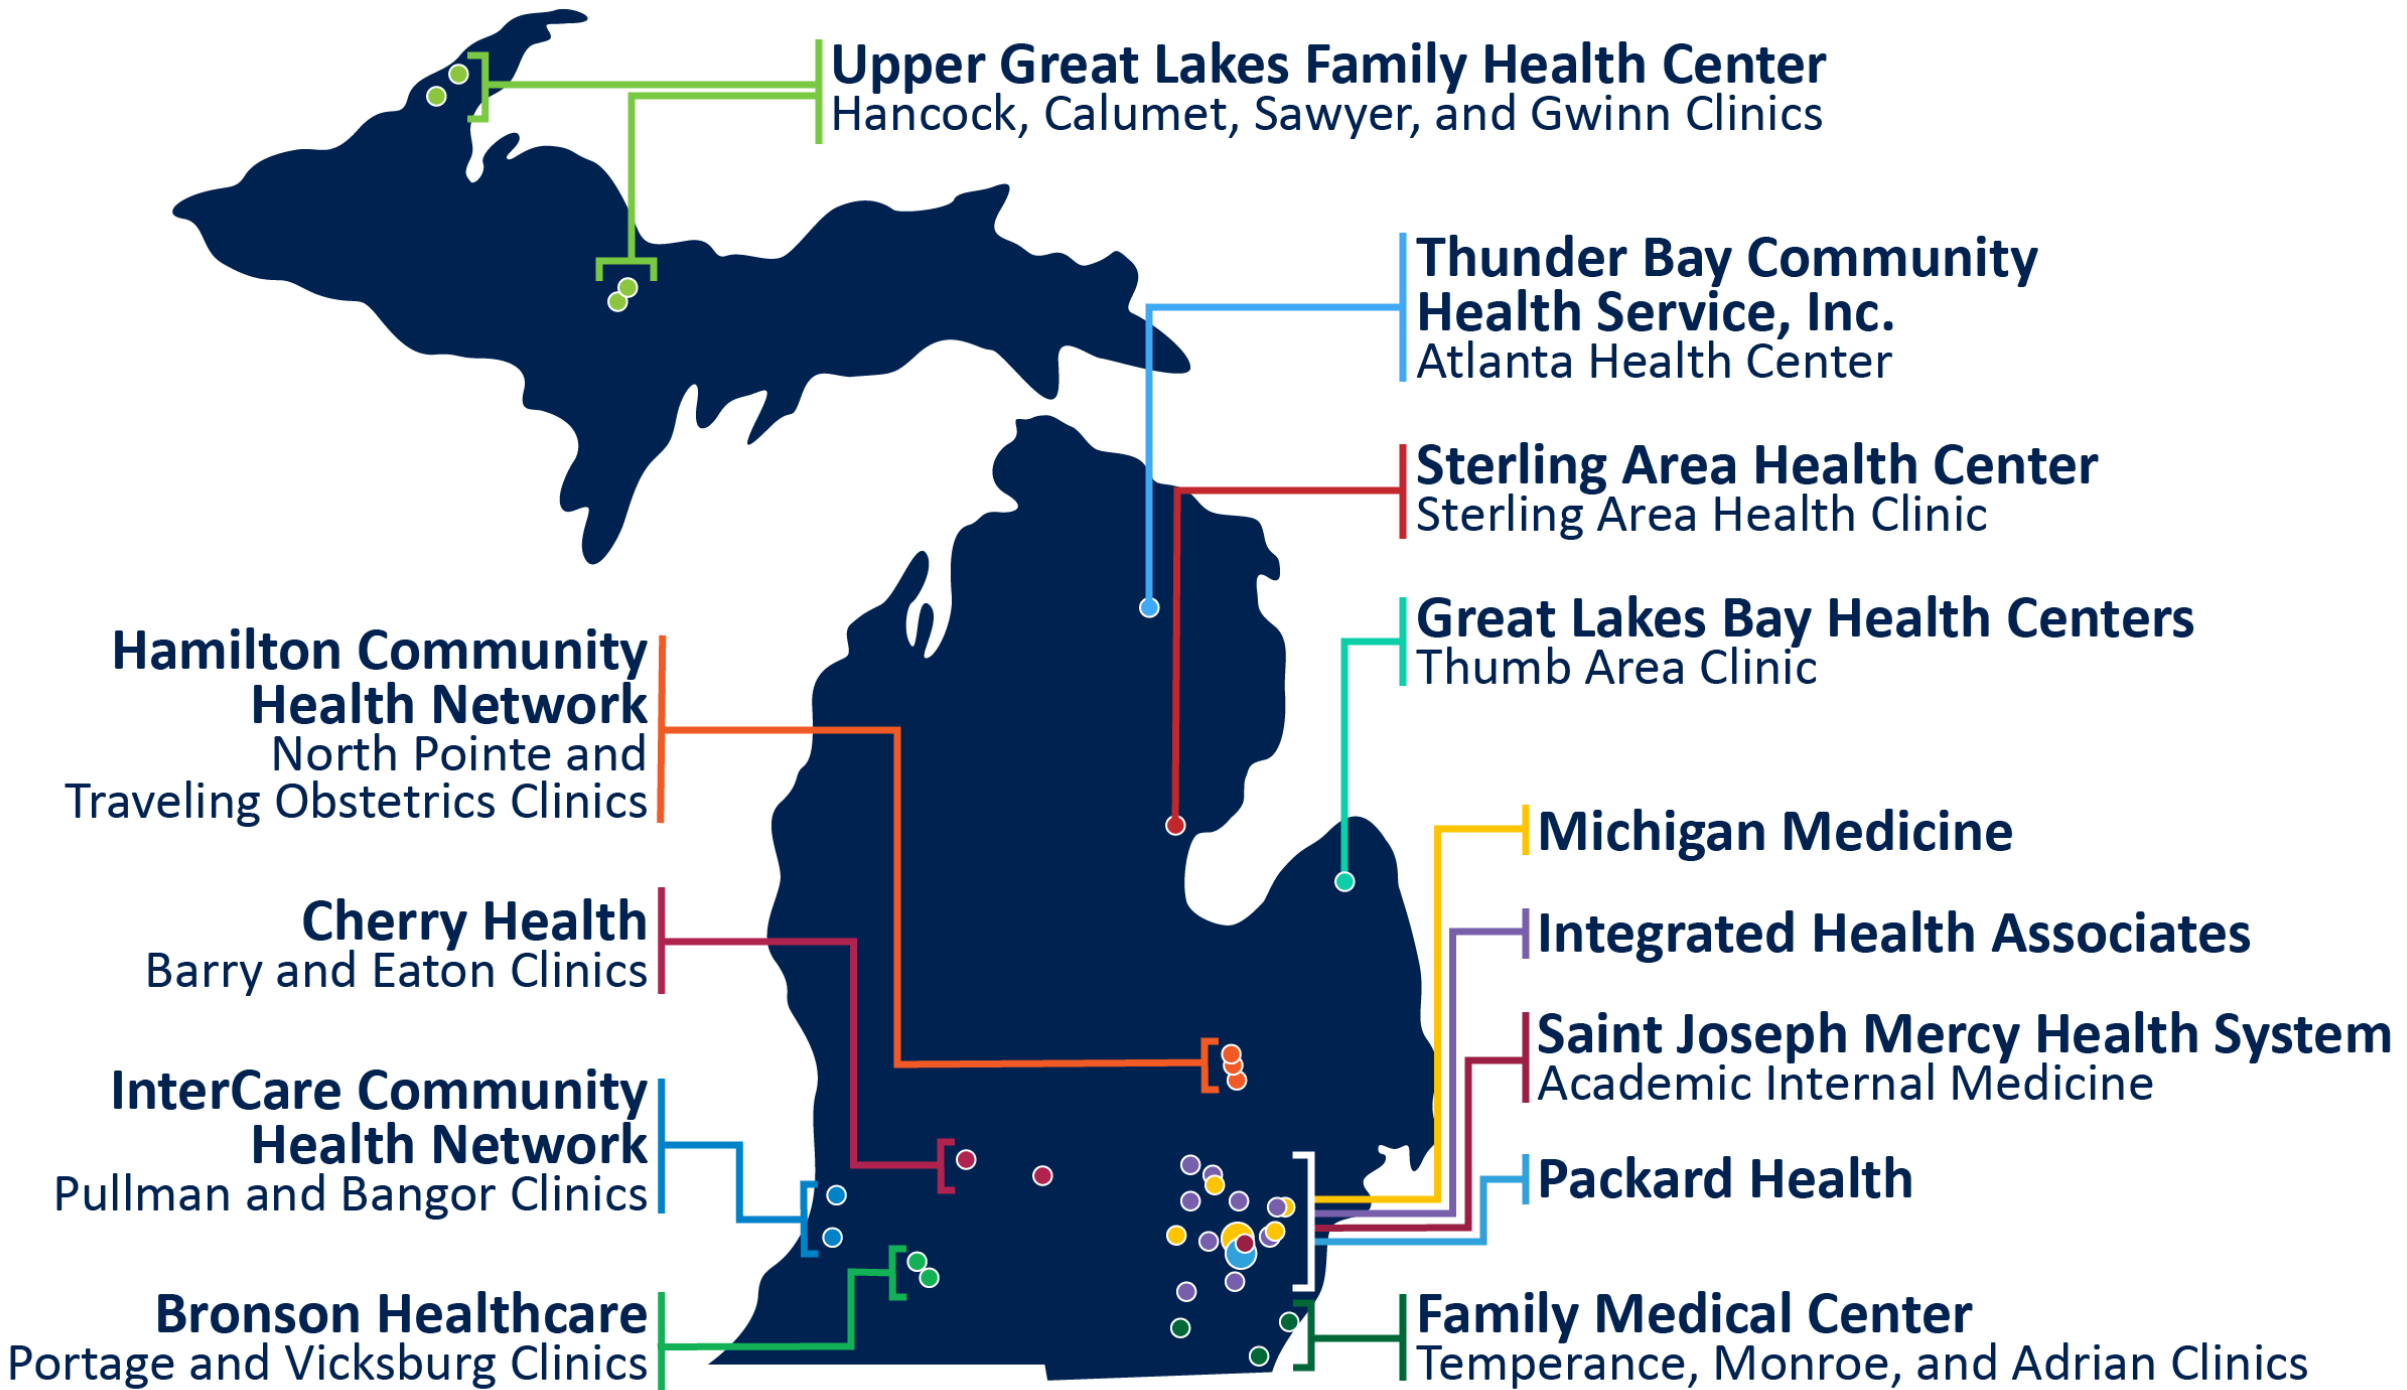 Upper Great Lakes Family Health Center
Hancock, Calumet, Sawyer, and Gwinn Clinics
Thunder Bay Community
Health Service, Inc.
Atlanta Health Center
Sterling Area Health Center
Sterling Area Health Clinic
Great Lakes Bay Health Centers
Thumb Area Clinic
Hamilton Community
Health Network
North Pointe and
Traveling Obstetrics Clinics
Michigan Medicine
Cherry Health
Barry and Eaton Clinics
Integrated Health Associates
Saint Joseph Mercy Health System
Academic Internal Medicine
InterCare Community
Health Network
Pullman and Bangor Clinics
Packard Health
Bronson Healthcare
Portage and Vicksburg Clinics
Family Medical Center
Temperance, Monroe, and Adrian Clinics